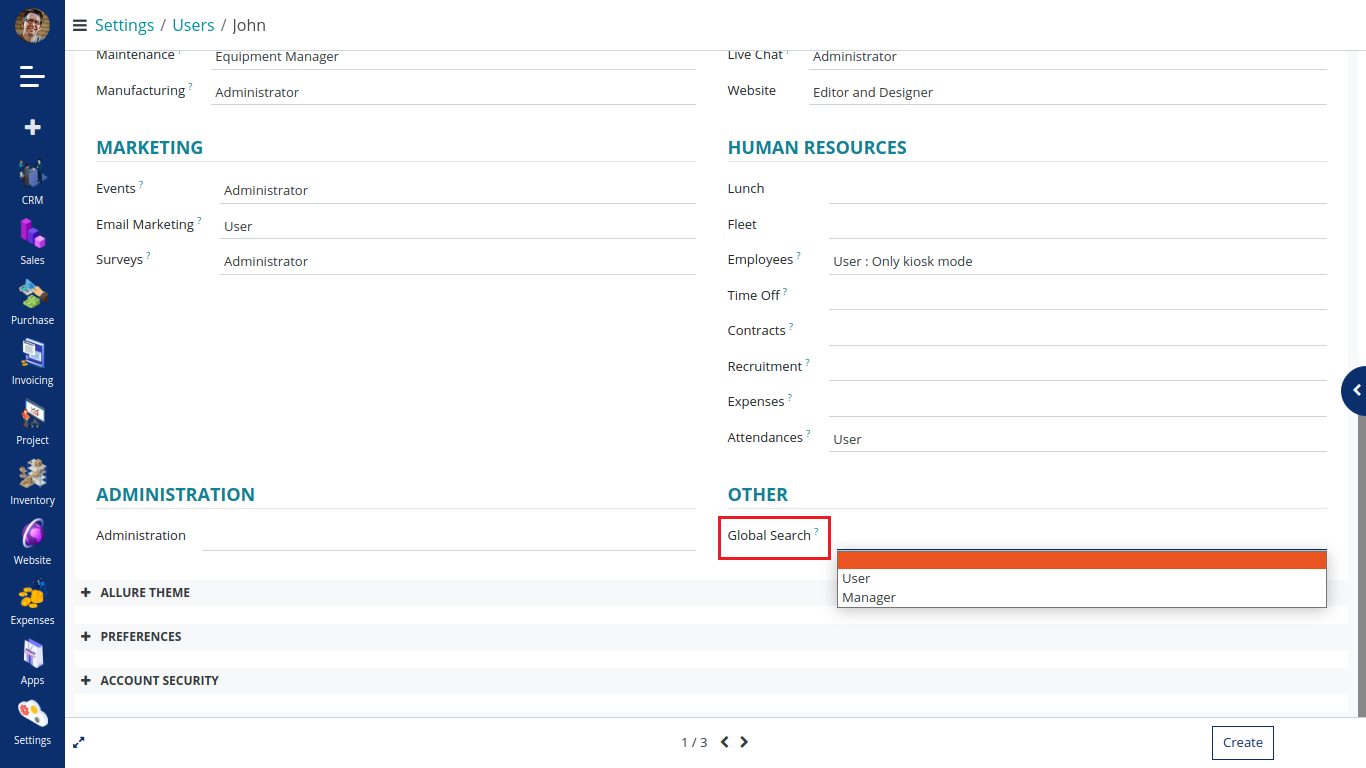 Settings / Users / John
Maintenance ? Equipment Manager
Live Chat ? Administrator
Manufacturing ? Administrator
Website Editor and Designer
MARKETING
Events ? Administrator
Email Marketing ? User
Surveys ? Administrator
HUMAN RESOURCES
Lunch
Fleet
Employees ? User : Only kiosk mode
Time Off ?
Contracts ?
Recruitment ?
Expenses ?
Attendances ? User
ADMINISTRATION
Administration
OTHER
Global Search ?
User
Manager
ALLURE THEME
PREFERENCES
ACCOUNT SECURITY
1 / 3
Create
CRM
Sales
Purchase
Invoicing
Project
Inventory
Website
Expenses
Apps
Settings